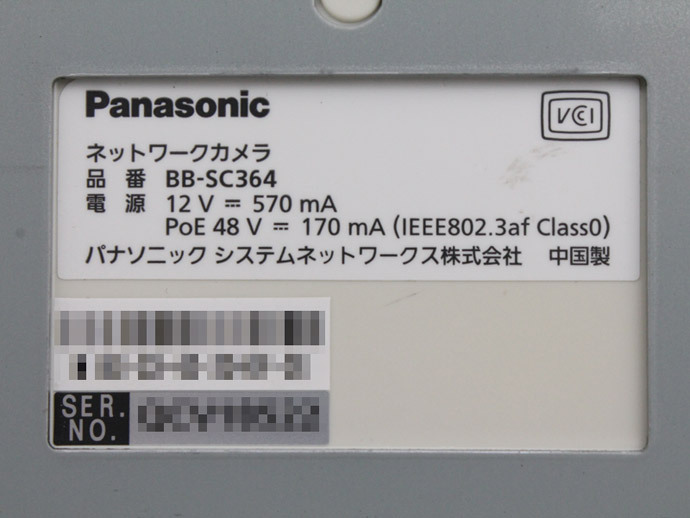 Panasonic
VCI
ネットワークカメラ
品番 BB-SC364
電源 12 V ⎓ 570 mA
PoE 48 V ⎓ 170 mA (IEEE802.3af Class0)
パナソニック システムネットワークス株式会社 中国製
SER.
NO.